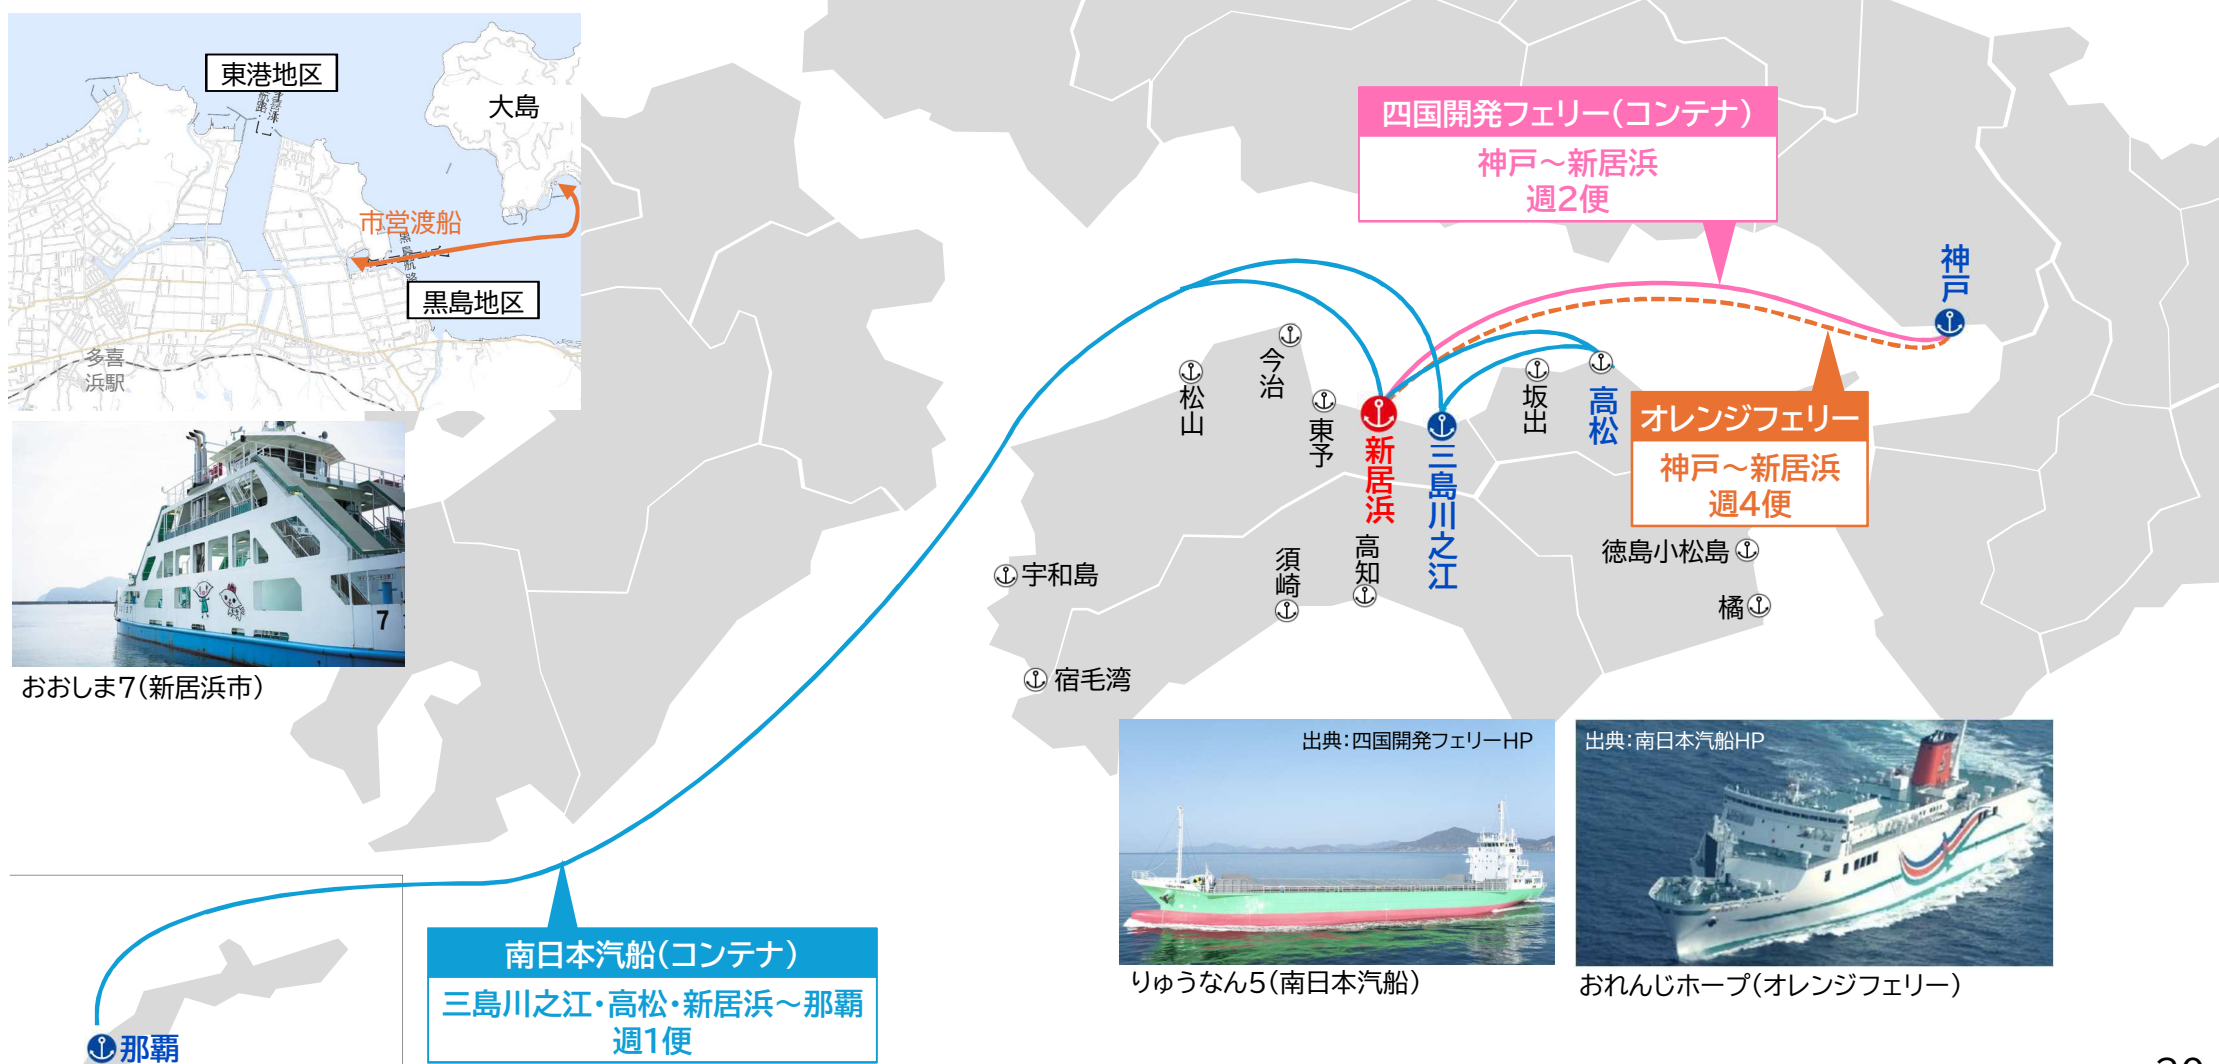 東港地区
大島
市営渡船
黒島航路
黒島地区
多喜
浜駅
おおしま7(新居浜市)
7
四国開発フェリー(コンテナ)
神戸～新居浜
週2便
神戸
今治
松山
東予
新居浜
三島川之江
坂出
高松
オレンジフェリー
神戸～新居浜
週4便
徳島小松島
橘
高知
須崎
宇和島
宿毛湾
出典:四国開発フェリーHP
りゅうなん5(南日本汽船)
出典:南日本汽船HP
おれんじホープ(オレンジフェリー)
南日本汽船(コンテナ)
三島川之江・高松・新居浜～那覇
週1便
那覇